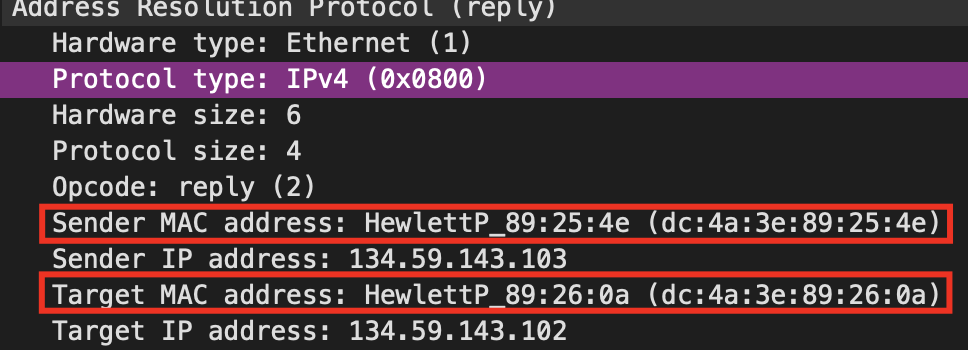 Address Resolution Protocol (reply)
Hardware type: Ethernet (1)
Protocol type: IPv4 (0x0800)
Hardware size: 6
Protocol size: 4
Opcode: reply (2)
Sender MAC address: HewlettP_89:25:4e (dc:4a:3e:89:25:4e)
Sender IP address: 134.59.143.103
Target MAC address: HewlettP_89:26:0a (dc:4a:3e:89:26:0a)
Target IP address: 134.59.143.102